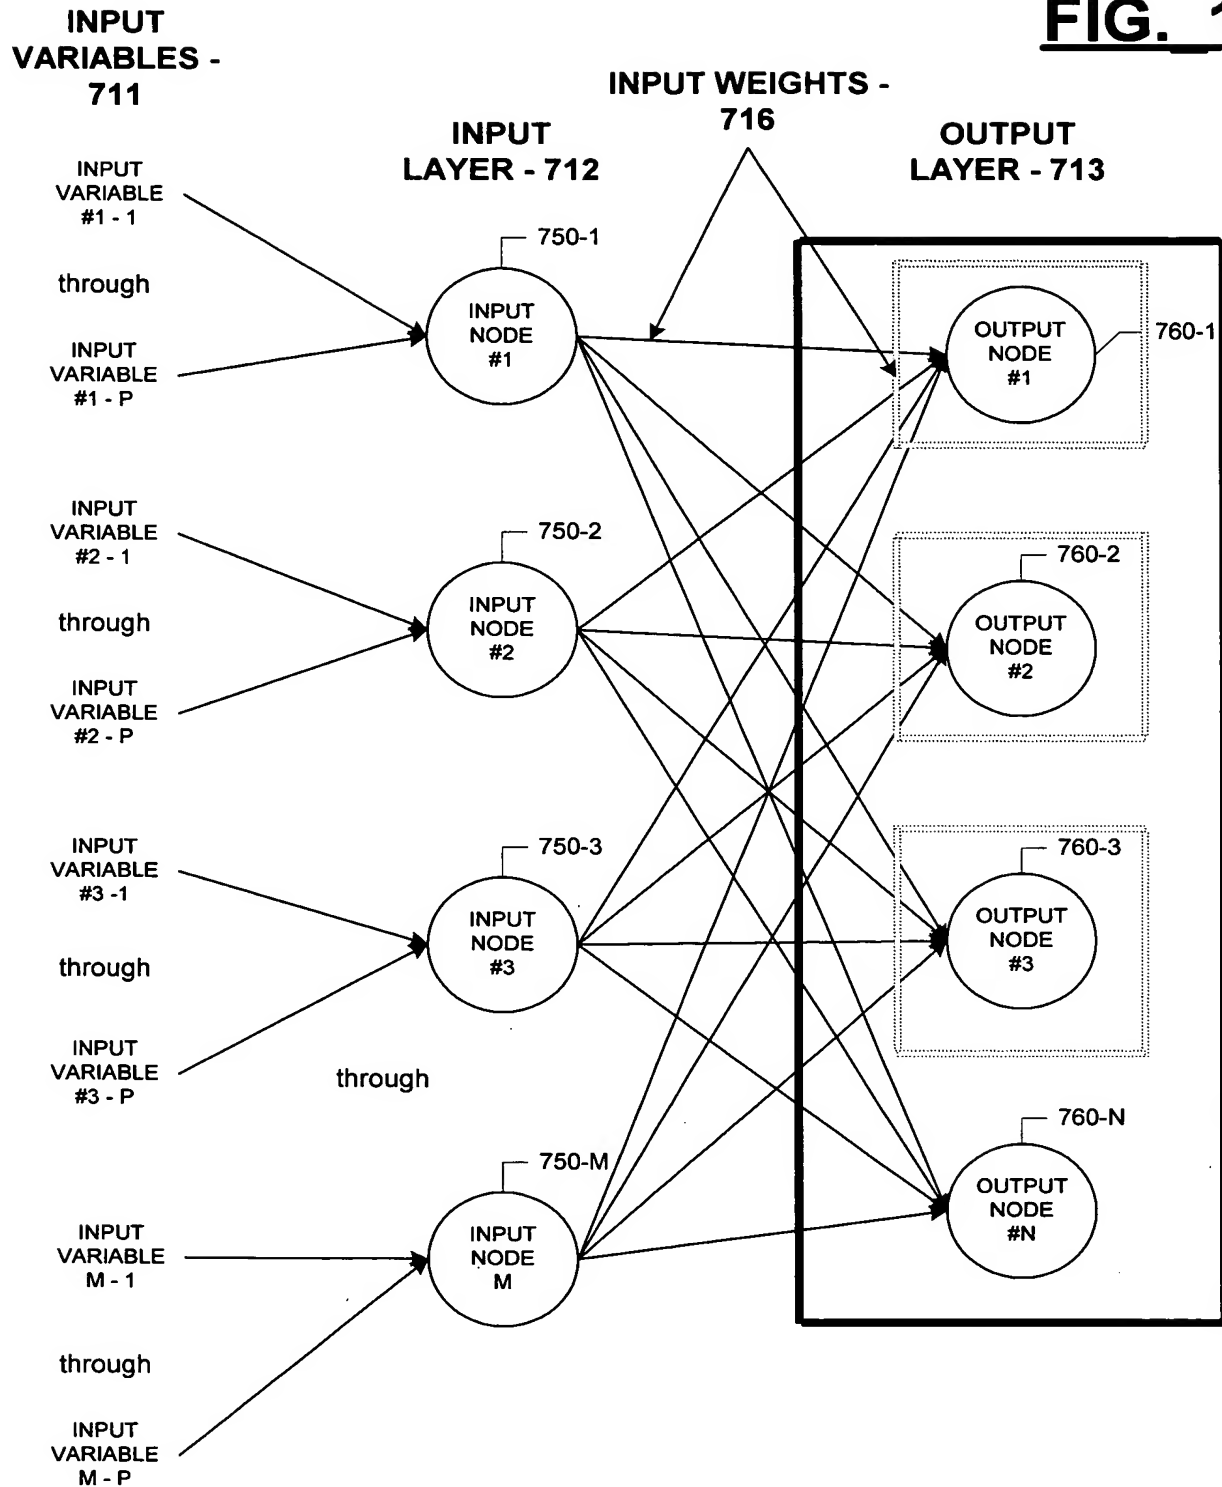 FIG._1
INPUT
VARIABLES -
711
INPUT WEIGHTS -
716
INPUT
LAYER - 712
OUTPUT
LAYER - 713
INPUT
VARIABLE
#1 - 1
through
INPUT
VARIABLE
#1 - P
750-1
INPUT
NODE
#1
OUTPUT
NODE
#1
760-1
INPUT
VARIABLE
#2 - 1
through
INPUT
VARIABLE
#2 - P
750-2
INPUT
NODE
#2
760-2
OUTPUT
NODE
#2
INPUT
VARIABLE
#3 -1
through
INPUT
VARIABLE
#3 - P
750-3
INPUT
NODE
#3
760-3
OUTPUT
NODE
#3
through
750-M
INPUT
NODE
M
760-N
OUTPUT
NODE
#N
INPUT
VARIABLE
M - 1
through
INPUT
VARIABLE
M - P